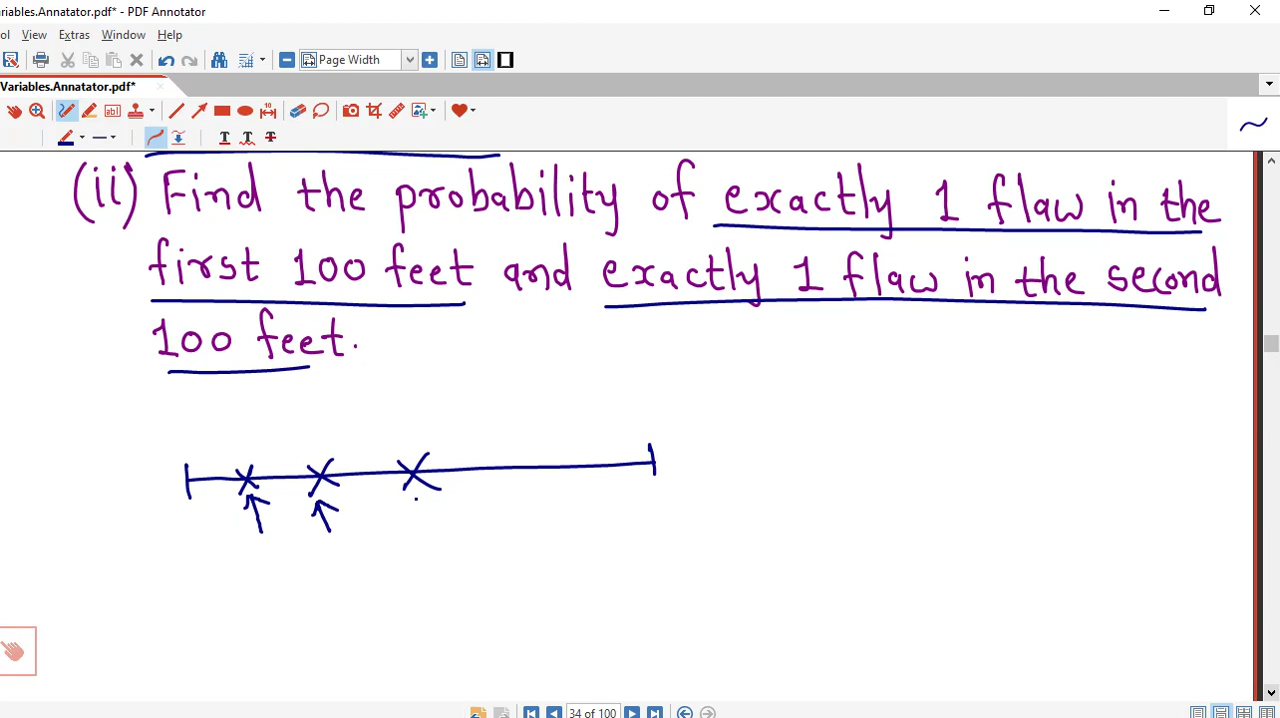 ariables.Annatator.pdf* - PDF Annotator
ol View Extras Window Help
Page Width
Variables.Annatator.pdf*
abl 10
T T T
(ii) Find the probability of exactly 1 flaw in the
first 100 feet and exactly 1 flaw in the second
100 feet.
34 of 100